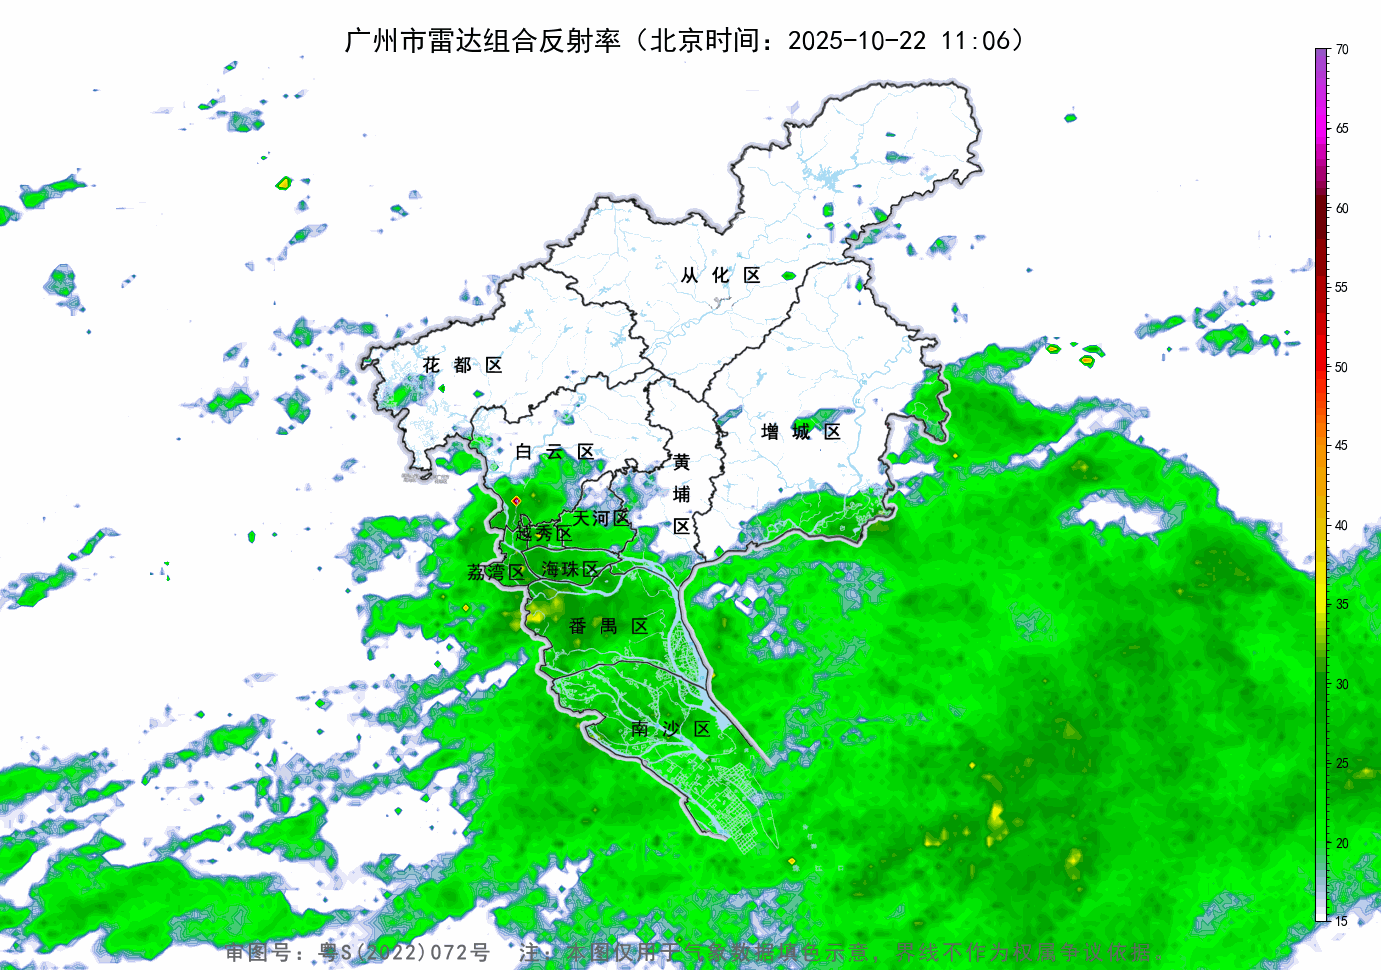 广州市雷达组合反射率（北京时间：2025-10-22 11:06）
70
65
60
55
50
45
40
35
30
25
20
15
从化区
花都区
增城区
白云区
黄埔区
天河区
越秀区
海珠区
荔湾区
番禺区
南沙区
审图号：粤S(2022)072号 注：本图仅用于气象数据填色示意，界线不作为权属争议依据。